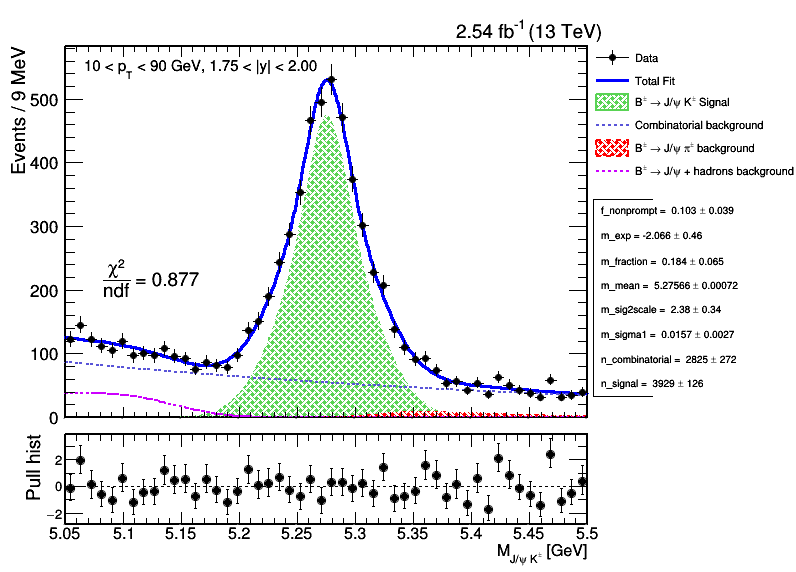 2.54 fb⁻¹ (13 TeV)
Events / 9 MeV
10 < p_T < 90 GeV, 1.75 < |y| < 2.00
500
400
300
200
100
0
χ²/ndf = 0.877
Data
Total Fit
B± → J/ψ K± Signal
Combinatorial background
B± → J/ψ π± background
B± → J/ψ + hadrons background
f_nonprompt = 0.103 ± 0.039
m_exp = -2.066 ± 0.46
m_fraction = 0.184 ± 0.065
m_mean = 5.27566 ± 0.00072
m_sig2scale = 2.38 ± 0.34
m_sigma1 = 0.0157 ± 0.0027
n_combinatorial = 2825 ± 272
n_signal = 3929 ± 126
Pull hist
2
0
−2
5.05 5.1 5.15 5.2 5.25 5.3 5.35 5.4 5.45 5.5
M_J/ψ K± [GeV]